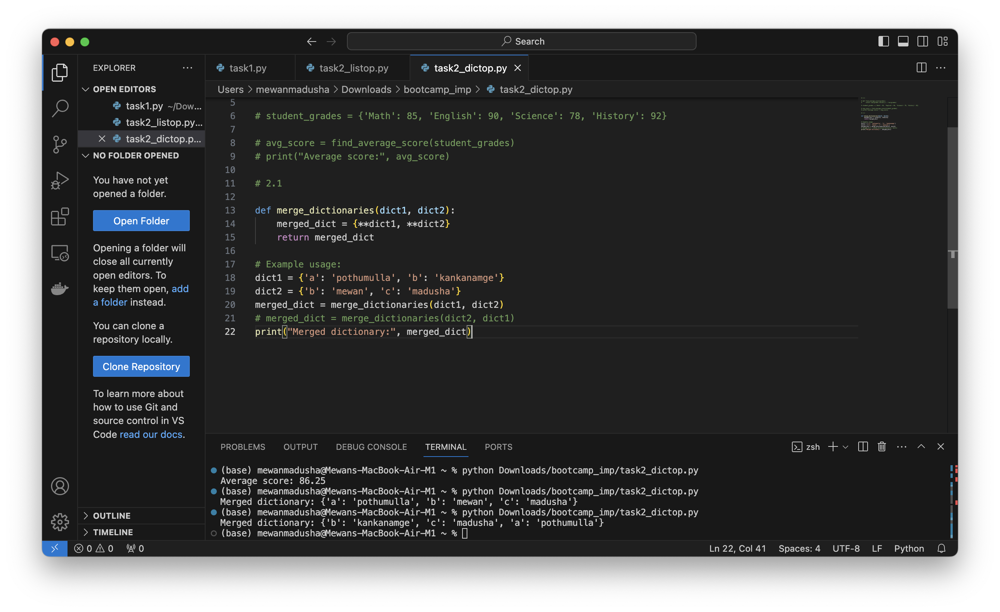 Search
EXPLORER
OPEN EDITORS
task1.py ~/Dow...
task2_listop.py...
task2_dictop.p...
NO FOLDER OPENED
You have not yet
opened a folder.
Open Folder
Opening a folder will
close all currently
open editors. To
keep them open, add
a folder instead.
You can clone a
repository locally.
Clone Repository
To learn more about
how to use Git and
source control in VS
Code read our docs.
OUTLINE
TIMELINE
task1.py
task2_listop.py
task2_dictop.py
Users > mewanmadusha > Downloads > bootcamp_imp > task2_dictop.py
5
6 # student_grades = {'Math': 85, 'English': 90, 'Science': 78, 'History': 92}
7
8 # avg_score = find_average_score(student_grades)
9 # print("Average score:", avg_score)
10
11 # 2.1
12
13 def merge_dictionaries(dict1, dict2):
14 merged_dict = {**dict1, **dict2}
15 return merged_dict
16
17 # Example usage:
18 dict1 = {'a': 'pothumulla', 'b': 'kankanamge'}
19 dict2 = {'b': 'mewan', 'c': 'madusha'}
20 merged_dict = merge_dictionaries(dict1, dict2)
21 # merged_dict = merge_dictionaries(dict2, dict1)
22 print("Merged dictionary:", merged_dict)
PROBLEMS OUTPUT DEBUG CONSOLE TERMINAL PORTS
zsh
(base) mewanmadusha@Mewans-MacBook-Air-M1 ~ % python Downloads/bootcamp_imp/task2_dictop.py
Average score: 86.25
(base) mewanmadusha@Mewans-MacBook-Air-M1 ~ % python Downloads/bootcamp_imp/task2_dictop.py
Merged dictionary: {'a': 'pothumulla', 'b': 'mewan', 'c': 'madusha'}
(base) mewanmadusha@Mewans-MacBook-Air-M1 ~ % python Downloads/bootcamp_imp/task2_dictop.py
Merged dictionary: {'b': 'kankanamge', 'c': 'madusha', 'a': 'pothumulla'}
(base) mewanmadusha@Mewans-MacBook-Air-M1 ~ %
0 0 0
Ln 22, Col 41 Spaces: 4 UTF-8 LF Python